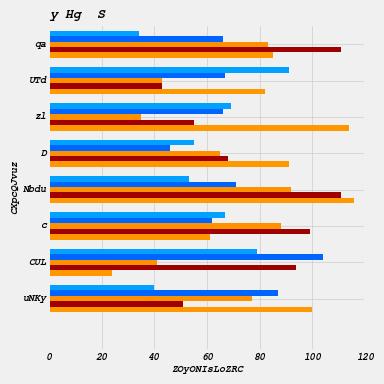 y Hg S
qa
UTd
zl
D
Nbdu
c
CUL
uNKy
CXpcQJvuz
0 20 40 60 80 100 120
ZOyONIsLoZRC